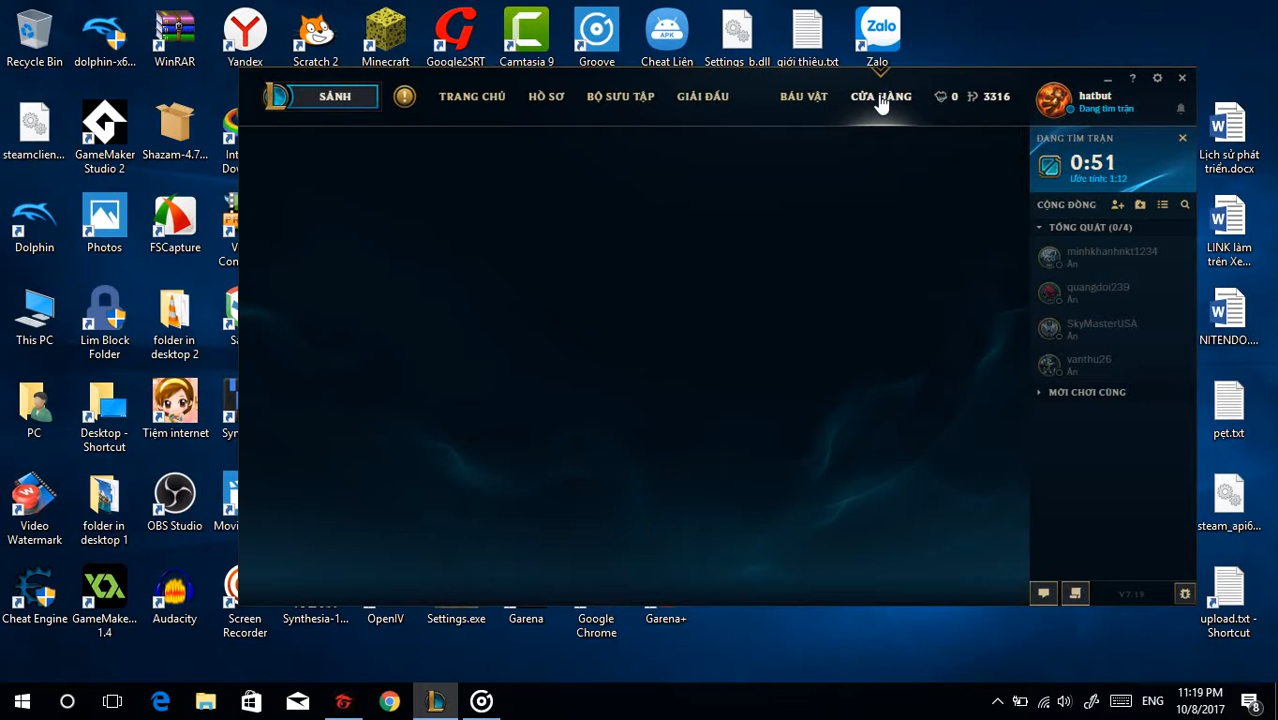 Recycle Bin
dolphin-x6...
WinRAR
Yandex
Scratch 2
Minecraft
Google2SRT
Camtasia 9
Groove
APK
Cheat Liên
Settings_b.dll
giới thiệu.txt
Zalo
Zalo
SẢNH
TRANG CHỦ
HỒ SƠ
BỘ SƯU TẬP
GIẢI ĐẤU
BÁU VẬT
CỬA HÀNG
0
3316
hatbut
Đang tìm trận
ĐANG TÌM TRẬN
0:51
Ước tính: 1:12
CỘNG ĐỒNG
TỔNG QUÁT (0/4)
minhkhanhnkt1234
Ẩn
quangdoi239
Ẩn
SkyMasterUSA
Ẩn
vanthu26
Ẩn
MỜI CHƠI CÙNG
V7.19
steamclien...
GameMaker
Studio 2
Shazam-4.7...
Lịch sử phát
triển.docx
Dolphin
Photos
FSCapture
LINK làm
trên Xe...
This PC
Lim Block
Folder
folder in
desktop 2
NITENDO....
PC
Desktop -
Shortcut
Tiệm internet
pet.txt
Video
Watermark
folder in
desktop 1
OBS Studio
steam_api6...
Cheat Engine
GameMake...
1.4
Audacity
Screen
Recorder
Synthesia-1...
OpenIV
Settings.exe
Garena
Google
Chrome
Garena+
upload.txt -
Shortcut
ENG
11:19 PM
10/8/2017
8